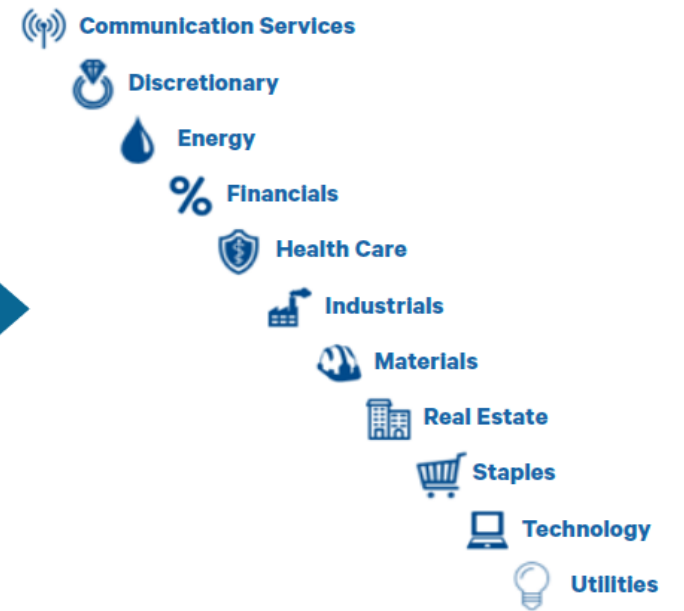 Communication Services
Discretionary
Energy
% Financials
Health Care
Industrials
Materials
Real Estate
Staples
Technology
Utilities